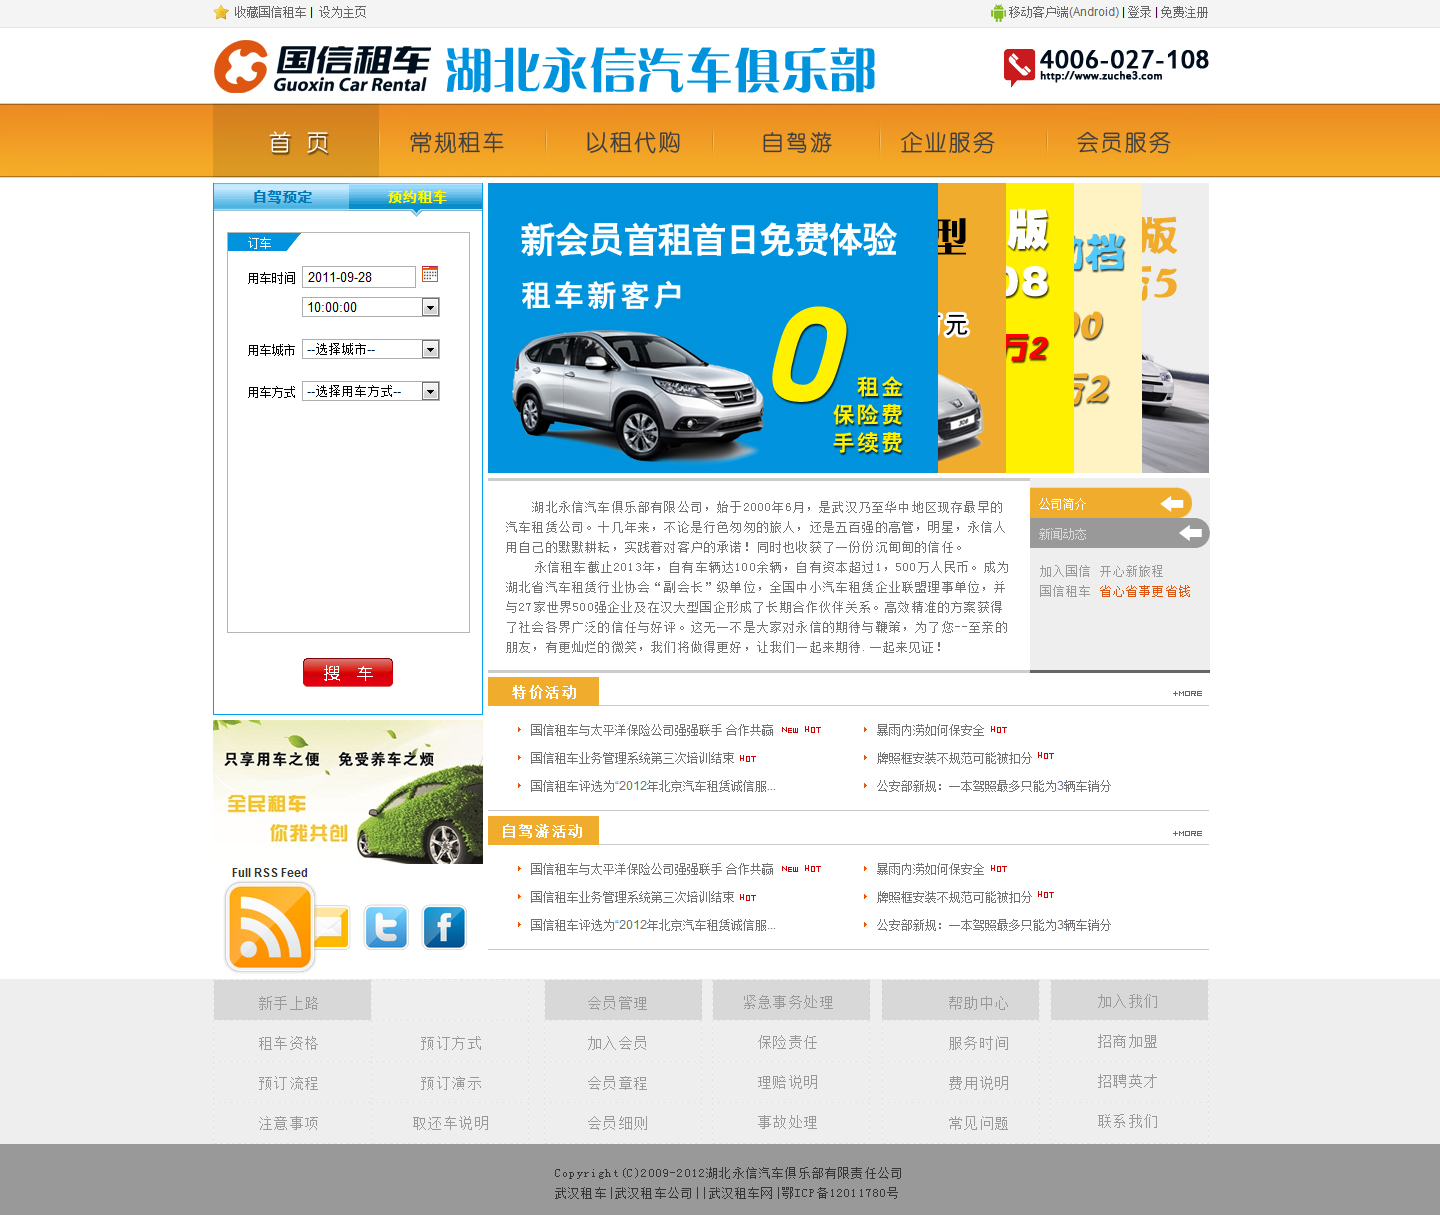 收藏国信租车 | 设为主页
移动客户端(Android) | 登录 | 免费注册
国信租车
Guoxin Car Rental
湖北永信汽车俱乐部
4006-027-108
http://www.zuche3.com
首 页
常规租车
以租代购
自驾游
企业服务
会员服务
自驾预定
预约租车
订车
用车时间
2011-09-28
10:00:00
用车城市
--选择城市--
用车方式
--选择用车方式--
搜 车
新会员首租首日免费体验
租车新客户
0
租金
保险费
手续费
型
元
版
08
万2
档
00
万2
版
5
湖北永信汽车俱乐部有限公司，始于2000年6月，是武汉乃至华中地区现存最早的
汽车租赁公司。十几年来，不论是行色匆匆的旅人，还是五百强的高管，明星，永信人
用自己的默默耕耘，实践着对客户的承诺！同时也收获了一份份沉甸甸的信任。
永信租车截止2013年，自有车辆达100余辆，自有资本超过1，500万人民币。成为
湖北省汽车租赁行业协会“副会长”级单位，全国中小汽车租赁企业联盟理事单位，并
与27家世界500强企业及在汉大型国企形成了长期合作伙伴关系。高效精准的方案获得
了社会各界广泛的信任与好评。这无一不是大家对永信的期待与鞭策，为了您--至亲的
朋友，有更灿烂的微笑，我们将做得更好，让我们一起来期待.一起来见证！
公司简介
新闻动态
加入国信 开心新旅程
国信租车 省心省事更省钱
特价活动
+MORE
国信租车与太平洋保险公司强强联手 合作共赢 NEW HOT
国信租车业务管理系统第三次培训结束 HOT
国信租车评选为“2012年北京汽车租赁诚信服...
暴雨内涝如何保安全 HOT
牌照框安装不规范可能被扣分 HOT
公安部新规：一本驾照最多只能为3辆车销分
自驾游活动
+MORE
国信租车与太平洋保险公司强强联手 合作共赢 NEW HOT
国信租车业务管理系统第三次培训结束 HOT
国信租车评选为“2012年北京汽车租赁诚信服...
暴雨内涝如何保安全 HOT
牌照框安装不规范可能被扣分 HOT
公安部新规：一本驾照最多只能为3辆车销分
只享用车之便 免受养车之烦
全民租车
你我共创
Full RSS Feed
新手上路
租车资格
预订流程
注意事项
预订方式
预订演示
取还车说明
会员管理
加入会员
会员章程
会员细则
紧急事务处理
保险责任
理赔说明
事故处理
帮助中心
服务时间
费用说明
常见问题
加入我们
招商加盟
招聘英才
联系我们
Copyright(C)2009-2012湖北永信汽车俱乐部有限责任公司
武汉租车|武汉租车公司||武汉租车网|鄂ICP备12011780号